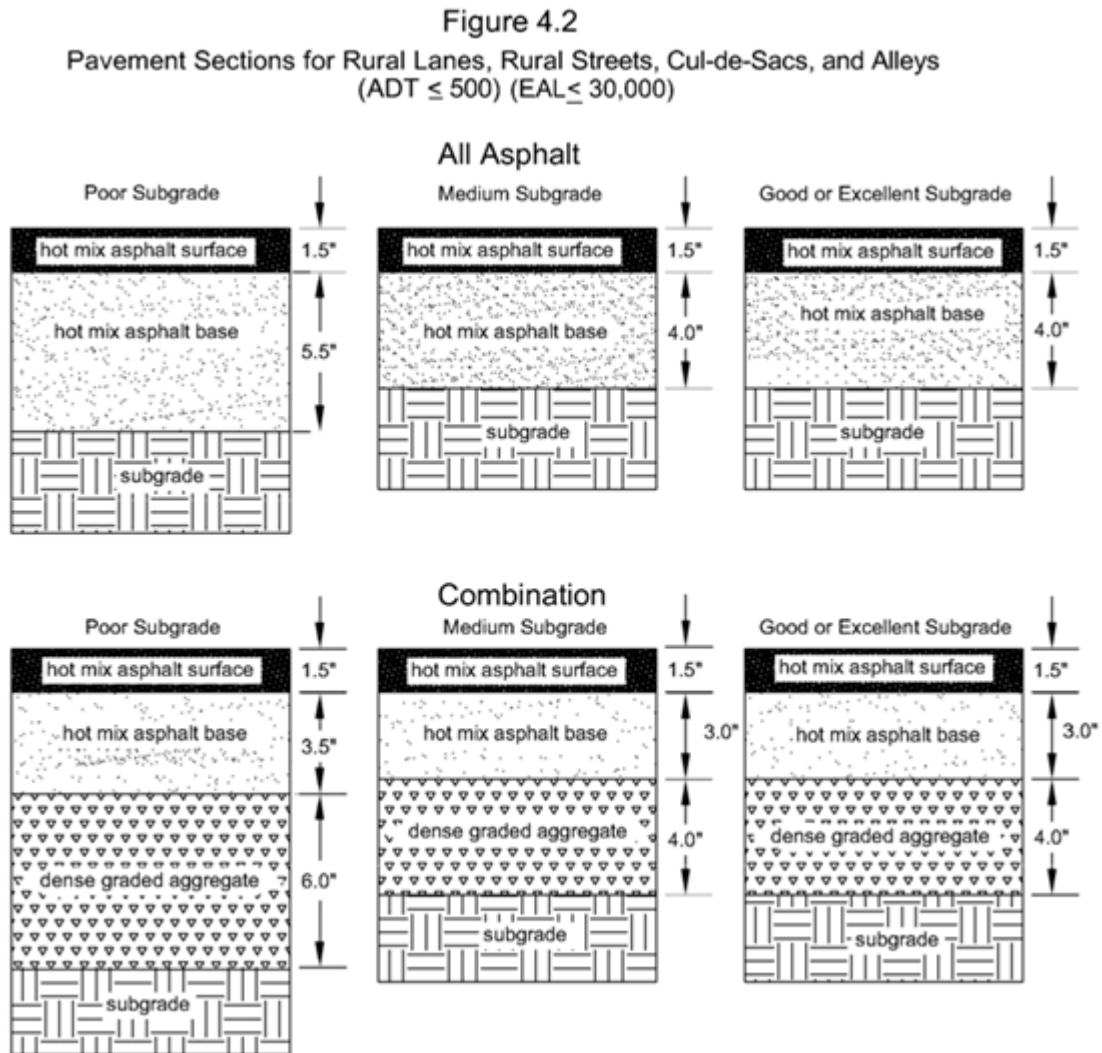 Figure 4.2
Pavement Sections for Rural Lanes, Rural Streets, Cul-de-Sacs, and Alleys
(ADT ≤ 500) (EAL≤ 30,000)
All Asphalt
Poor Subgrade
Medium Subgrade
Good or Excellent Subgrade
hot mix asphalt surface
1.5"
hot mix asphalt surface
1.5"
hot mix asphalt surface
1.5"
hot mix asphalt base
5.5"
hot mix asphalt base
4.0"
hot mix asphalt base
4.0"
subgrade
subgrade
subgrade
Combination
Poor Subgrade
Medium Subgrade
Good or Excellent Subgrade
hot mix asphalt surface
1.5"
hot mix asphalt surface
1.5"
hot mix asphalt surface
1.5"
hot mix asphalt base
3.5"
hot mix asphalt base
3.0"
hot mix asphalt base
3.0"
dense graded aggregate
6.0"
dense graded aggregate
4.0"
dense graded aggregate
4.0"
subgrade
subgrade
subgrade